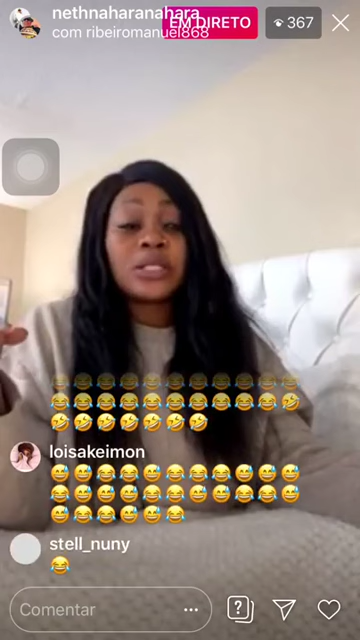 nethnaharanahara
EM DIRETO
367
com ribeiromanuel868
loisakeimon
stell_nuny
Comentar